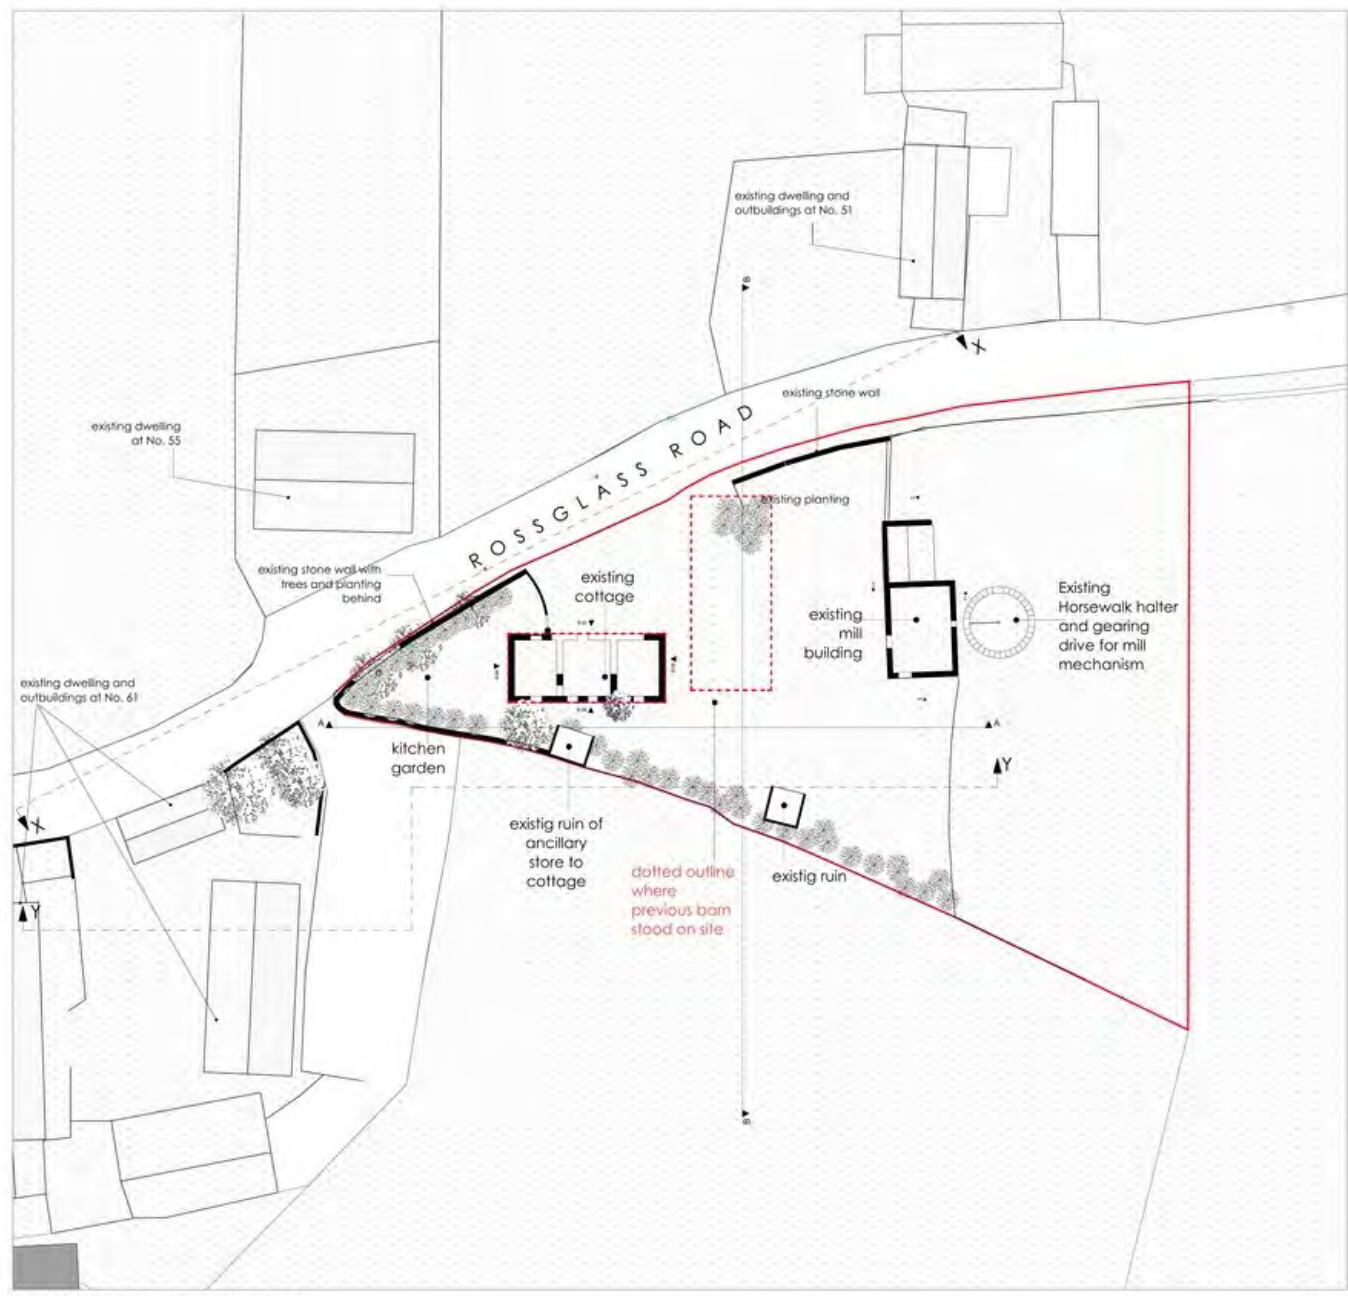 existing dwelling and
outbuildings at No. 51
B
X
existing stone wall
existing dwelling
at No. 55
ROSSGLASS ROAD
existing planting
existing stone wall with
trees and planting
behind
existing
cottage
existing
mill
building
Existing
Horsewalk halter
and gearing
drive for mill
mechanism
existing dwelling and
outbuildings at No. 61
A
A
kitchen
garden
Y
X
existig ruin of
ancillary
store to
cottage
existig ruin
dotted outline
where
previous barn
stood on site
Y
B